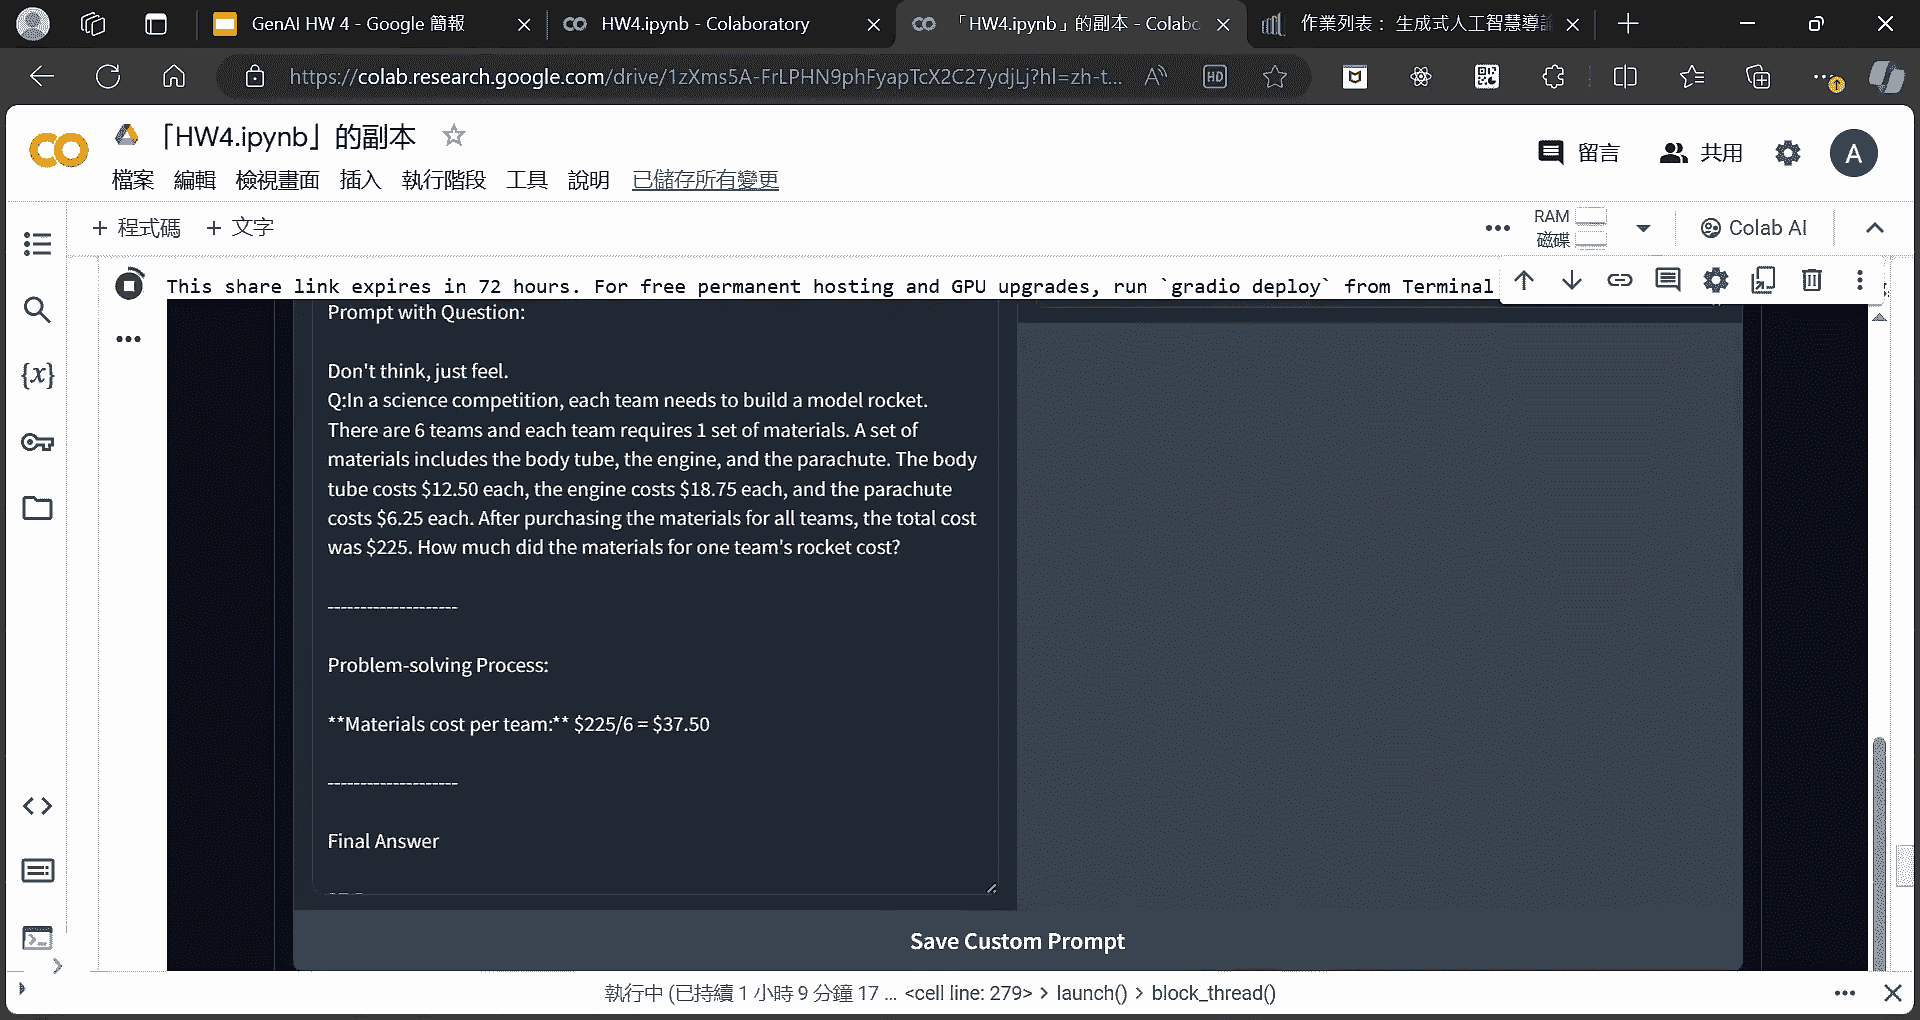 GenAI HW 4 - Google 簡報
HW4.ipynb - Colaboratory
「HW4.ipynb」的副本 - Colabo
作業列表： 生成式人工智慧導論
https://colab.research.google.com/drive/1zXms5A-FrLPHN9phFyapTcX2C27ydjLj?hl=zh-t...
「HW4.ipynb」的副本
留言
共用
A
檔案 編輯 檢視畫面 插入 執行階段 工具 說明 已儲存所有變更
+ 程式碼 + 文字
RAM
磁碟
Colab AI
This share link expires in 72 hours. For free permanent hosting and GPU upgrades, run `gradio deploy` from Terminal
Prompt with Question:
Don't think, just feel.
Q:In a science competition, each team needs to build a model rocket.
There are 6 teams and each team requires 1 set of materials. A set of
materials includes the body tube, the engine, and the parachute. The body
tube costs $12.50 each, the engine costs $18.75 each, and the parachute
costs $6.25 each. After purchasing the materials for all teams, the total cost
was $225. How much did the materials for one team's rocket cost?
--------------------
Problem-solving Process:
**Materials cost per team:** $225/6 = $37.50
--------------------
Final Answer
Save Custom Prompt
執行中 (已持續 1 小時 9 分鐘 17 ... <cell line: 279> > launch() > block_thread()